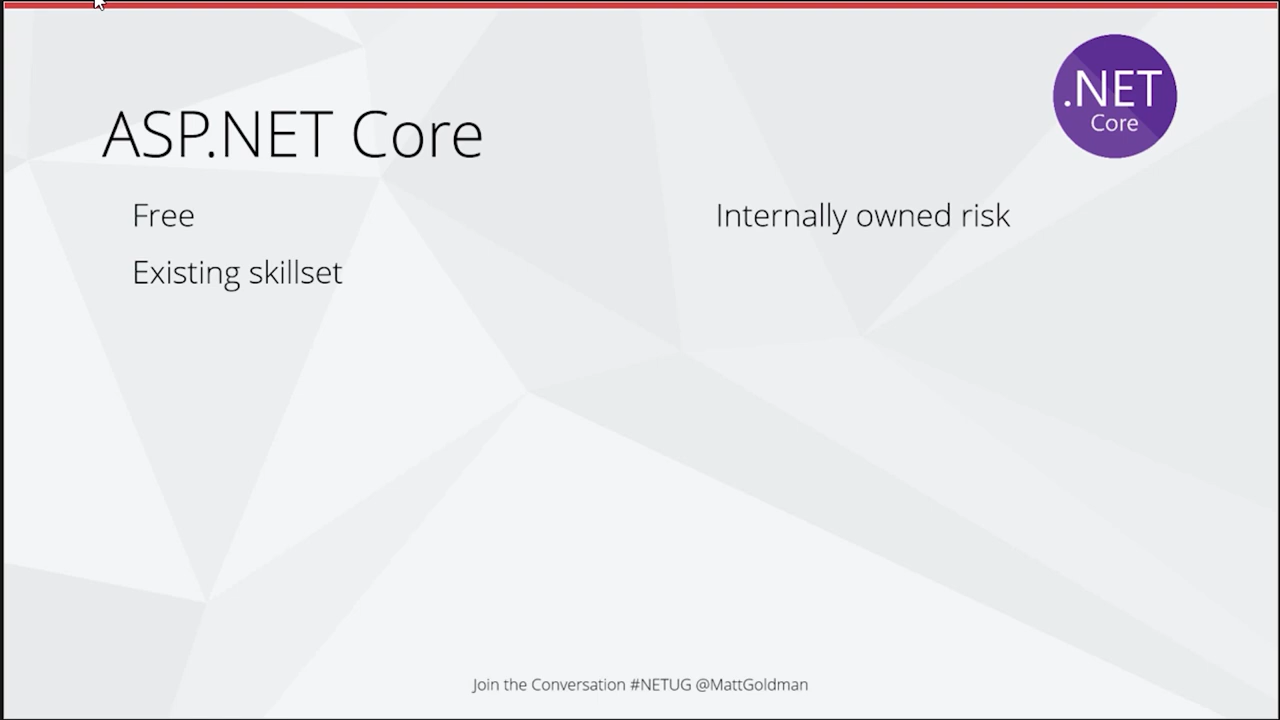 .NET
Core
ASP.NET Core
Free
Existing skillset
Internally owned risk
Join the Conversation #NETUG @MattGoldman